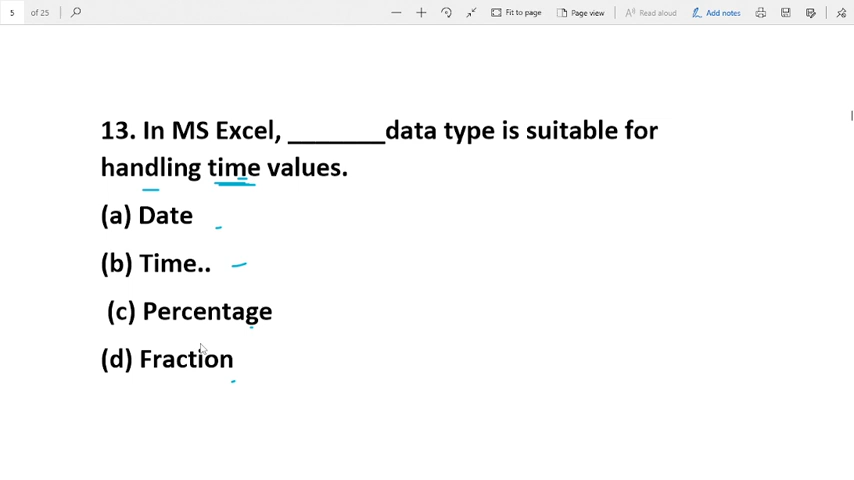 5 of 25 Fit to page Page view Read aloud Add notes
13. In MS Excel, _______data type is suitable for
handling time values.
(a) Date
(b) Time..
(c) Percentage
(d) Fraction